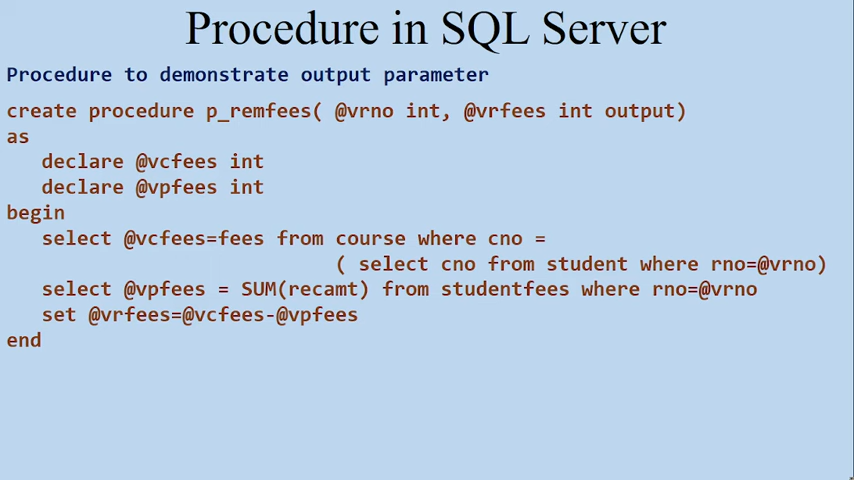 Procedure in SQL Server
Procedure to demonstrate output parameter
create procedure p_remfees( @vrno int, @vrfees int output)
as
declare @vcfees int
declare @vpfees int
begin
select @vcfees=fees from course where cno =
( select cno from student where rno=@vrno)
select @vpfees = SUM(recamt) from studentfees where rno=@vrno
set @vrfees=@vcfees-@vpfees
end